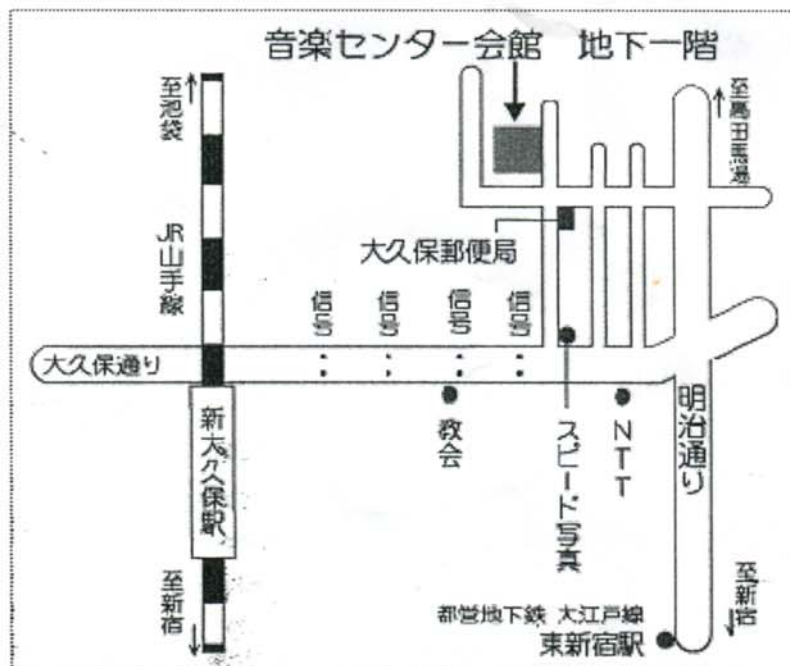 音楽センター会館 地下一階
至池袋
至高田馬場
JR山手線
大久保郵便局
信号
信号
信号
信号
大久保通り
新大久保駅
教会
スピード写真
NTT
明治通り
至新宿
至新宿
都営地下鉄 大江戸線
東新宿駅